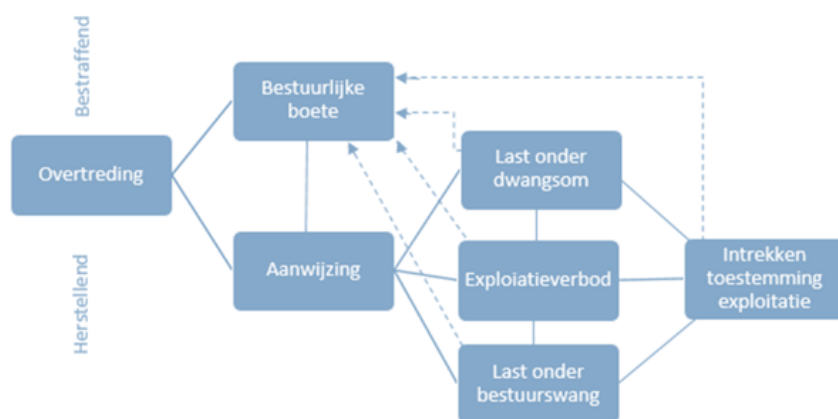 Bestraffend
Herstellend
Overtreding
Bestuurlijke
boete
Aanwijzing
Last onder
dwangsom
Exploiatieverbod
Last onder
bestuurswang
Intrekken
toestemming
exploitatie